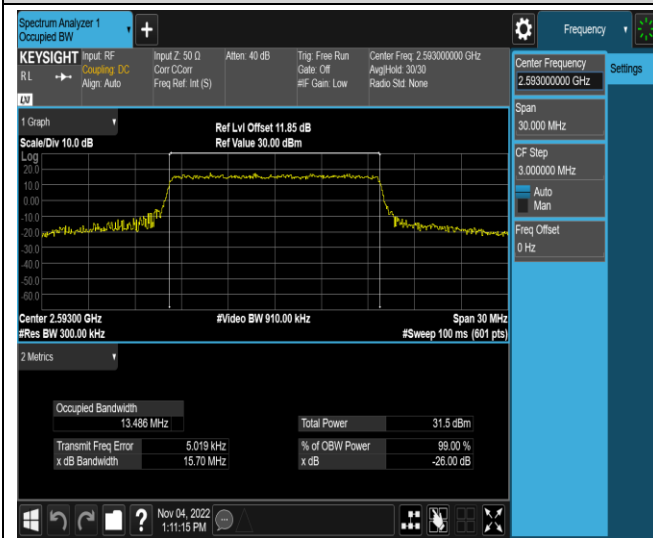 Spectrum Analyzer 1
Occupied BW
+
Frequency
KEYSIGHT
RL
LXI
Input: RF
Coupling: DC
Align: Auto
Input Z: 50 Ω
Corr CCorr
Freq Ref: Int (S)
Atten: 40 dB
Trig: Free Run
Gate: Off
#IF Gain: Low
Center Freq: 2.593000000 GHz
Avg|Hold: 30/30
Radio Std: None
Center Frequency
2.593000000 GHz
Settings
Span
30.000 MHz
CF Step
3.000000 MHz
Auto
Man
Freq Offset
0 Hz
1 Graph
Scale/Div 10.0 dB
Ref Lvl Offset 11.85 dB
Ref Value 30.00 dBm
Log
20.0
10.0
0.00
-10.0
-20.0
-30.0
-40.0
-50.0
-60.0
Center 2.59300 GHz
#Video BW 910.00 kHz
Span 30 MHz
#Res BW 300.00 kHz
#Sweep 100 ms (601 pts)
2 Metrics
Occupied Bandwidth
13.486 MHz
Total Power 31.5 dBm
Transmit Freq Error 5.019 kHz
% of OBW Power 99.00 %
x dB Bandwidth 15.70 MHz
x dB -26.00 dB
?
Nov 04, 2022
1:11:15 PM